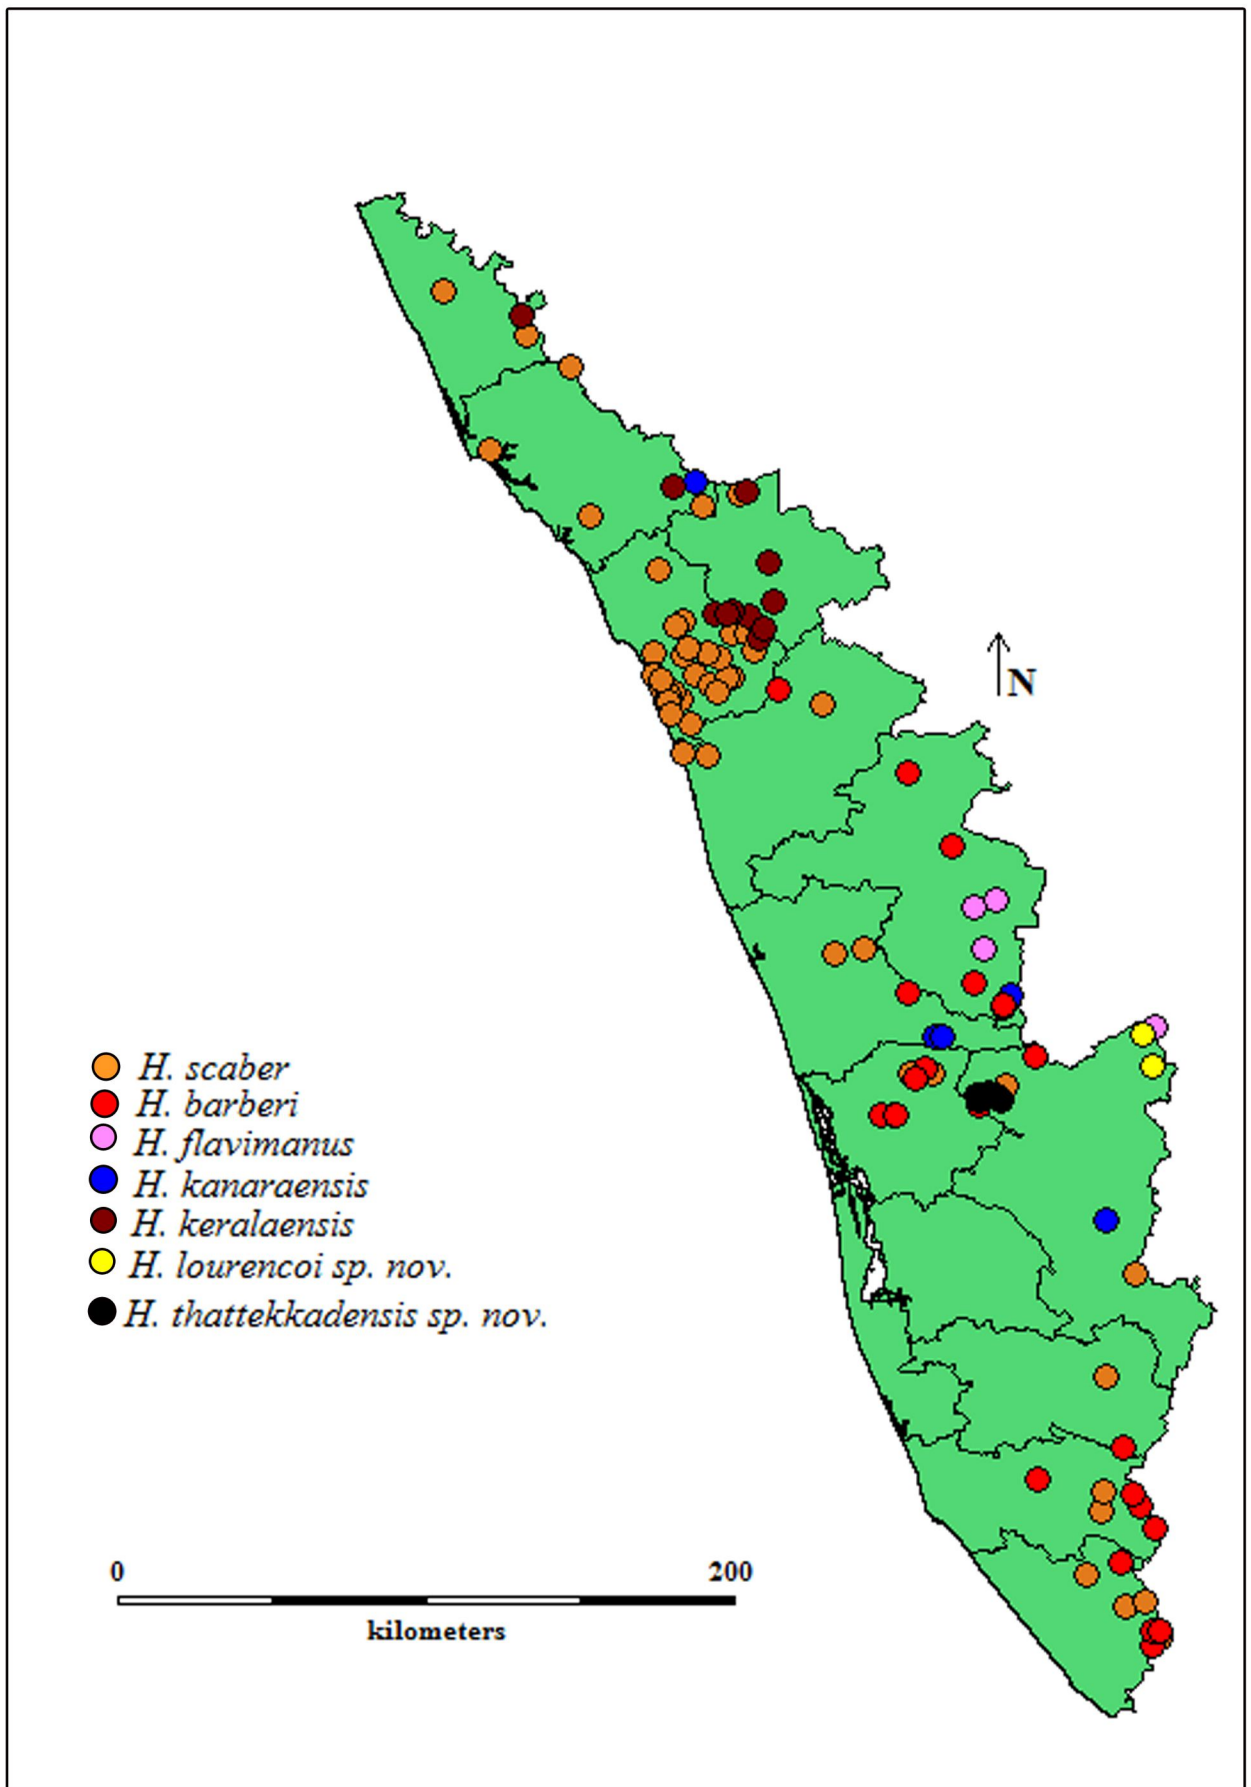 N
H. scaber
H. barberi
H. flavimanus
H. kanaraensis
H. keralaensis
H. lourencoi sp. nov.
H. thattekkadensis sp. nov.
0 200
kilometers